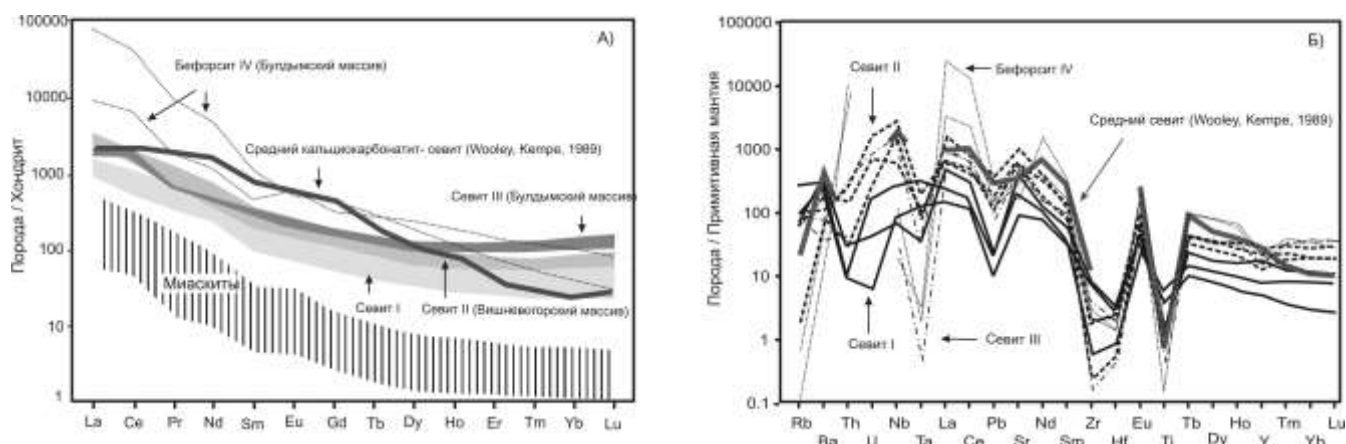 А)
100000
10000
1000
100
10
1
Порода / Хондрит
Бефорсит IV (Булдымский массив)
Средний кальциокарбонатит- севит (Wooley, Kempe, 1989)
Севит III (Булдымский массив)
Миаскиты
Севит I
Севит II (Вишневогорский массив)
La Ce Pr Nd Sm Eu Gd Tb Dy Ho Er Tm Yb Lu
Б)
100000
10000
1000
100
10
1
0.1
Порода / Примитивная мантия
Севит II
Бефорсит IV
Средний севит (Wooley, Kempe, 1989)
Севит I
Севит III
Rb Th Nb La Pb Nd Zr Eu Tb Ho Tm Lu
Ba U Ta Ce Sr Sm Hf Ti Dy Y Yb